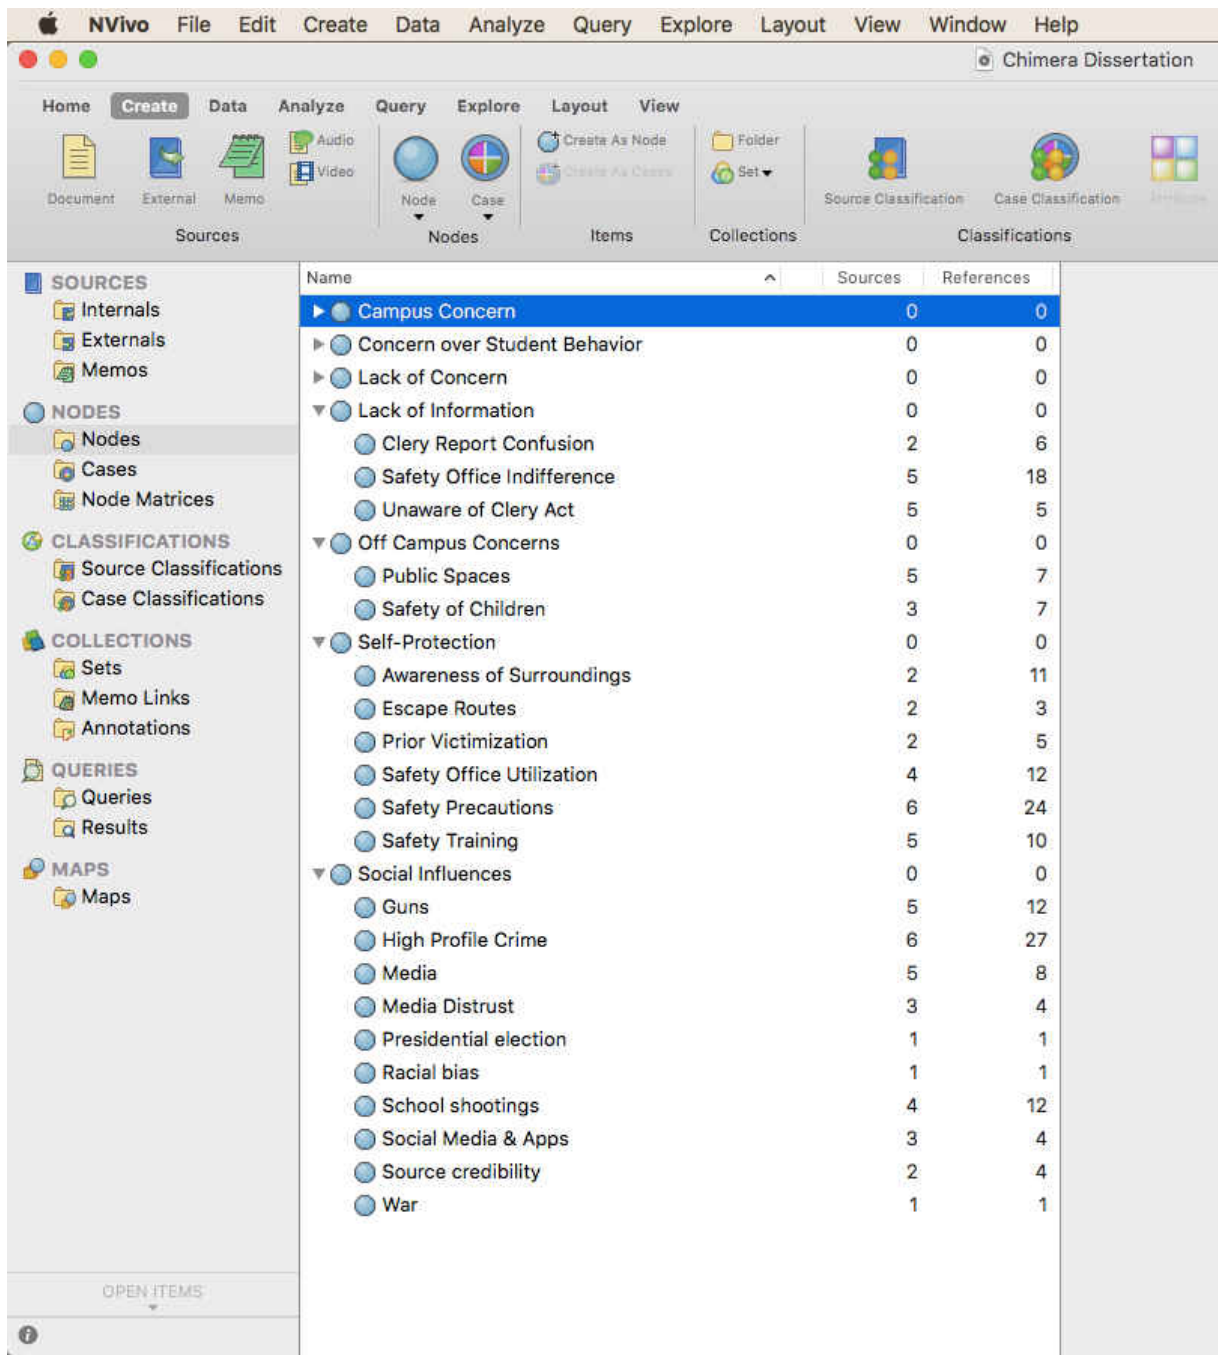 NVivo File Edit Create Data Analyze Query Explore Layout View Window Help
Chimera Dissertation
Home Create Data Analyze Query Explore Layout View
Document External Memo Audio Video Node Case Create As Node Create As Cases Folder Set Source Classification Case Classification Attribute
Sources Nodes Items Collections Classifications
SOURCES
Internals
Externals
Memos
NODES
Nodes
Cases
Node Matrices
CLASSIFICATIONS
Source Classifications
Case Classifications
COLLECTIONS
Sets
Memo Links
Annotations
QUERIES
Queries
Results
MAPS
Maps
OPEN ITEMS
Name Sources References
Campus Concern 0 0
Concern over Student Behavior 0 0
Lack of Concern 0 0
Lack of Information 0 0
Clery Report Confusion 2 6
Safety Office Indifference 5 18
Unaware of Clery Act 5 5
Off Campus Concerns 0 0
Public Spaces 5 7
Safety of Children 3 7
Self-Protection 0 0
Awareness of Surroundings 2 11
Escape Routes 2 3
Prior Victimization 2 5
Safety Office Utilization 4 12
Safety Precautions 6 24
Safety Training 5 10
Social Influences 0 0
Guns 5 12
High Profile Crime 6 27
Media 5 8
Media Distrust 3 4
Presidential election 1 1
Racial bias 1 1
School shootings 4 12
Social Media & Apps 3 4
Source credibility 2 4
War 1 1